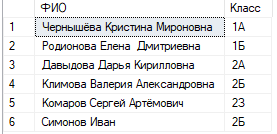 ФИО Класс
1 Чернышёва Кристина Мироновна 1А
2 Родионова Елена  Дмитриевна 1Б
3 Давыдова Дарья Кирилловна 2А
4 Климова Валерия Александровна 2Б
5 Комаров Сергей Артёмович 2З
6 Симонов Иван 2Б